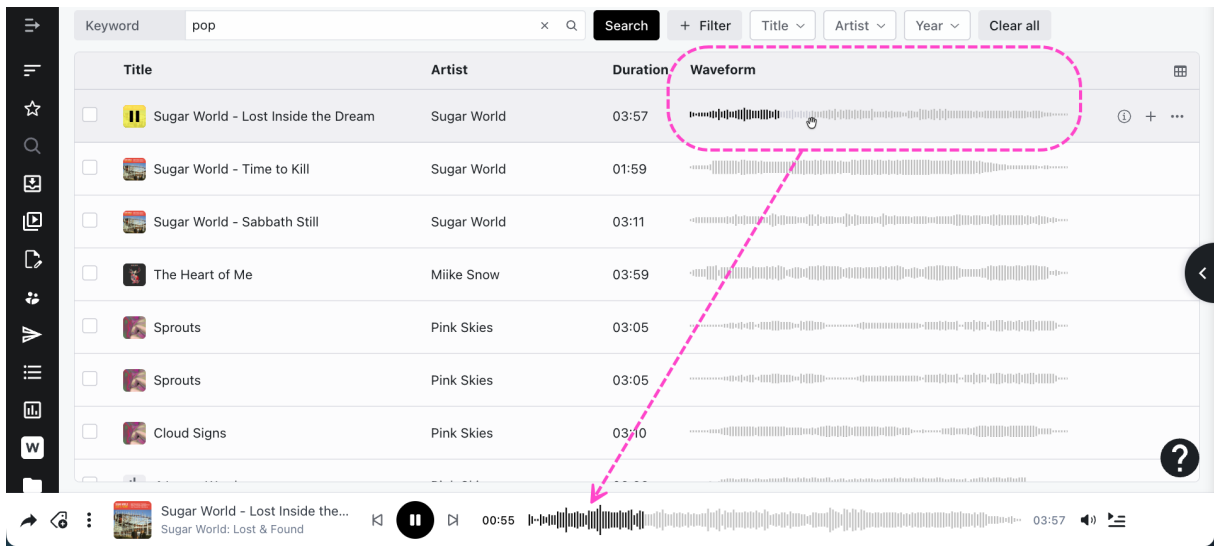 Keyword pop Search + Filter Title Artist Year Clear all
Title Artist Duration Waveform
Sugar World - Lost Inside the Dream Sugar World 03:57
Sugar World - Time to Kill Sugar World 01:59
Sugar World - Sabbath Still Sugar World 03:11
The Heart of Me Miike Snow 03:59
Sprouts Pink Skies 03:05
Sprouts Pink Skies 03:05
Cloud Signs Pink Skies 03:10
W
?
Sugar World - Lost Inside the...
Sugar World: Lost & Found
00:55 03:57